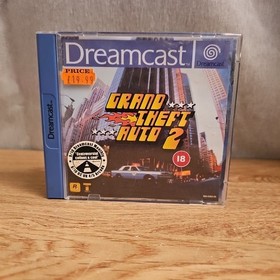 Dreamcast
Dreamcast
PRICE
£19.99
GRAND
THEFT
AUTO 2
18
Dreamcast